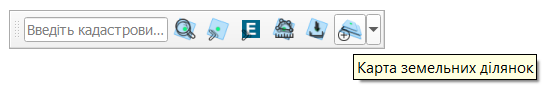 Введіть кадастрови...
E
Карта земельних ділянок